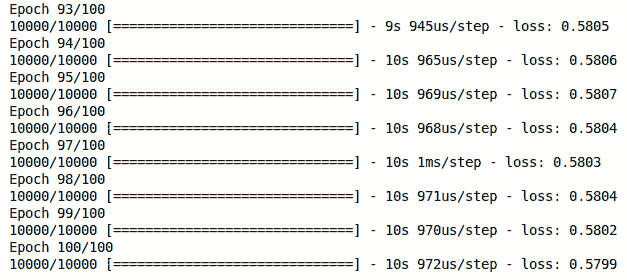 Epoch 93/100
10000/10000 [==============================] - 9s 945us/step - loss: 0.5805
Epoch 94/100
10000/10000 [==============================] - 10s 965us/step - loss: 0.5806
Epoch 95/100
10000/10000 [==============================] - 10s 969us/step - loss: 0.5807
Epoch 96/100
10000/10000 [==============================] - 10s 968us/step - loss: 0.5804
Epoch 97/100
10000/10000 [==============================] - 10s 1ms/step - loss: 0.5803
Epoch 98/100
10000/10000 [==============================] - 10s 971us/step - loss: 0.5804
Epoch 99/100
10000/10000 [==============================] - 10s 970us/step - loss: 0.5802
Epoch 100/100
10000/10000 [==============================] - 10s 972us/step - loss: 0.5799